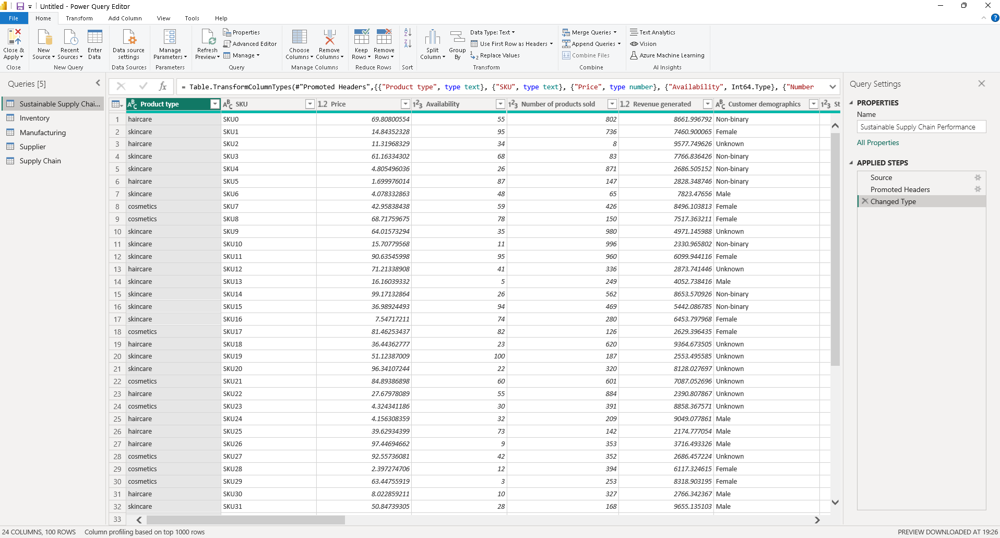 Untitled - Power Query Editor
File Home Transform Add Column View Tools Help
Close & Apply
Close
New Source
Recent Sources
Enter Data
New Query
Data source settings
Data Sources
Manage Parameters
Parameters
Refresh Preview
Properties
Advanced Editor
Manage
Query
Choose Columns
Remove Columns
Manage Columns
Keep Rows
Remove Rows
Reduce Rows
Sort
Split Column
Group By
Data Type: Text
Use First Row as Headers
Replace Values
Transform
Merge Queries
Append Queries
Combine Files
Combine
Text Analytics
Vision
Azure Machine Learning
AI Insights
Queries [5]
Sustainable Supply Chai...
Inventory
Manufacturing
Supplier
Supply Chain
fx = Table.TransformColumnTypes(#"Promoted Headers",{{"Product type", type text}, {"SKU", type text}, {"Price", type number}, {"Availability", Int64.Type}, {"Number
Product type SKU 1.2 Price 123 Availability 123 Number of products sold 1.2 Revenue generated Customer demographics 123 St
1 haircare SKU0 69.80800554 55 802 8661.996792 Non-binary
2 skincare SKU1 14.84352328 95 736 7460.900065 Female
3 haircare SKU2 11.31968329 34 8 9577.749626 Unknown
4 skincare SKU3 61.16334302 68 83 7766.836426 Non-binary
5 skincare SKU4 4.805496036 26 871 2686.505152 Non-binary
6 haircare SKU5 1.699976014 87 147 2828.348746 Non-binary
7 skincare SKU6 4.078332863 48 65 7823.47656 Male
8 cosmetics SKU7 42.95838438 59 426 8496.103813 Female
9 cosmetics SKU8 68.71759675 78 150 7517.363211 Female
10 skincare SKU9 64.01573294 35 980 4971.145988 Unknown
11 skincare SKU10 15.70779568 11 996 2330.965802 Non-binary
12 skincare SKU11 90.63545998 95 960 6099.944116 Female
13 haircare SKU12 71.21338908 41 336 2873.741446 Unknown
14 skincare SKU13 16.16039332 5 249 4052.738416 Male
15 skincare SKU14 99.17132864 26 562 8653.570926 Non-binary
16 skincare SKU15 36.98924493 94 469 5442.086785 Non-binary
17 skincare SKU16 7.54717211 74 280 6453.797968 Female
18 cosmetics SKU17 81.46253437 82 126 2629.396435 Female
19 haircare SKU18 36.44362777 23 620 9364.673505 Unknown
20 skincare SKU19 51.12387009 100 187 2553.495585 Unknown
21 skincare SKU20 96.34107244 22 320 8128.027697 Unknown
22 cosmetics SKU21 84.89386898 60 601 7087.052696 Unknown
23 haircare SKU22 27.67978089 55 884 2390.807867 Unknown
24 cosmetics SKU23 4.324341186 30 391 8858.367571 Unknown
25 haircare SKU24 4.156308359 32 209 9049.077861 Male
26 haircare SKU25 39.62934399 73 142 2174.777054 Male
27 haircare SKU26 97.44694662 9 353 3716.493326 Male
28 cosmetics SKU27 92.55736081 42 352 2686.457224 Unknown
29 cosmetics SKU28 2.397274706 12 394 6117.324615 Female
30 cosmetics SKU29 63.44755919 3 253 8318.903195 Female
31 haircare SKU30 8.022859211 10 327 2766.342367 Male
32 skincare SKU31 50.84739305 28 168 9655.135103 Male
33
Query Settings
PROPERTIES
Name
Sustainable Supply Chain Performance
All Properties
APPLIED STEPS
Source
Promoted Headers
Changed Type
24 COLUMNS, 100 ROWS Column profiling based on top 1000 rows PREVIEW DOWNLOADED AT 19:26